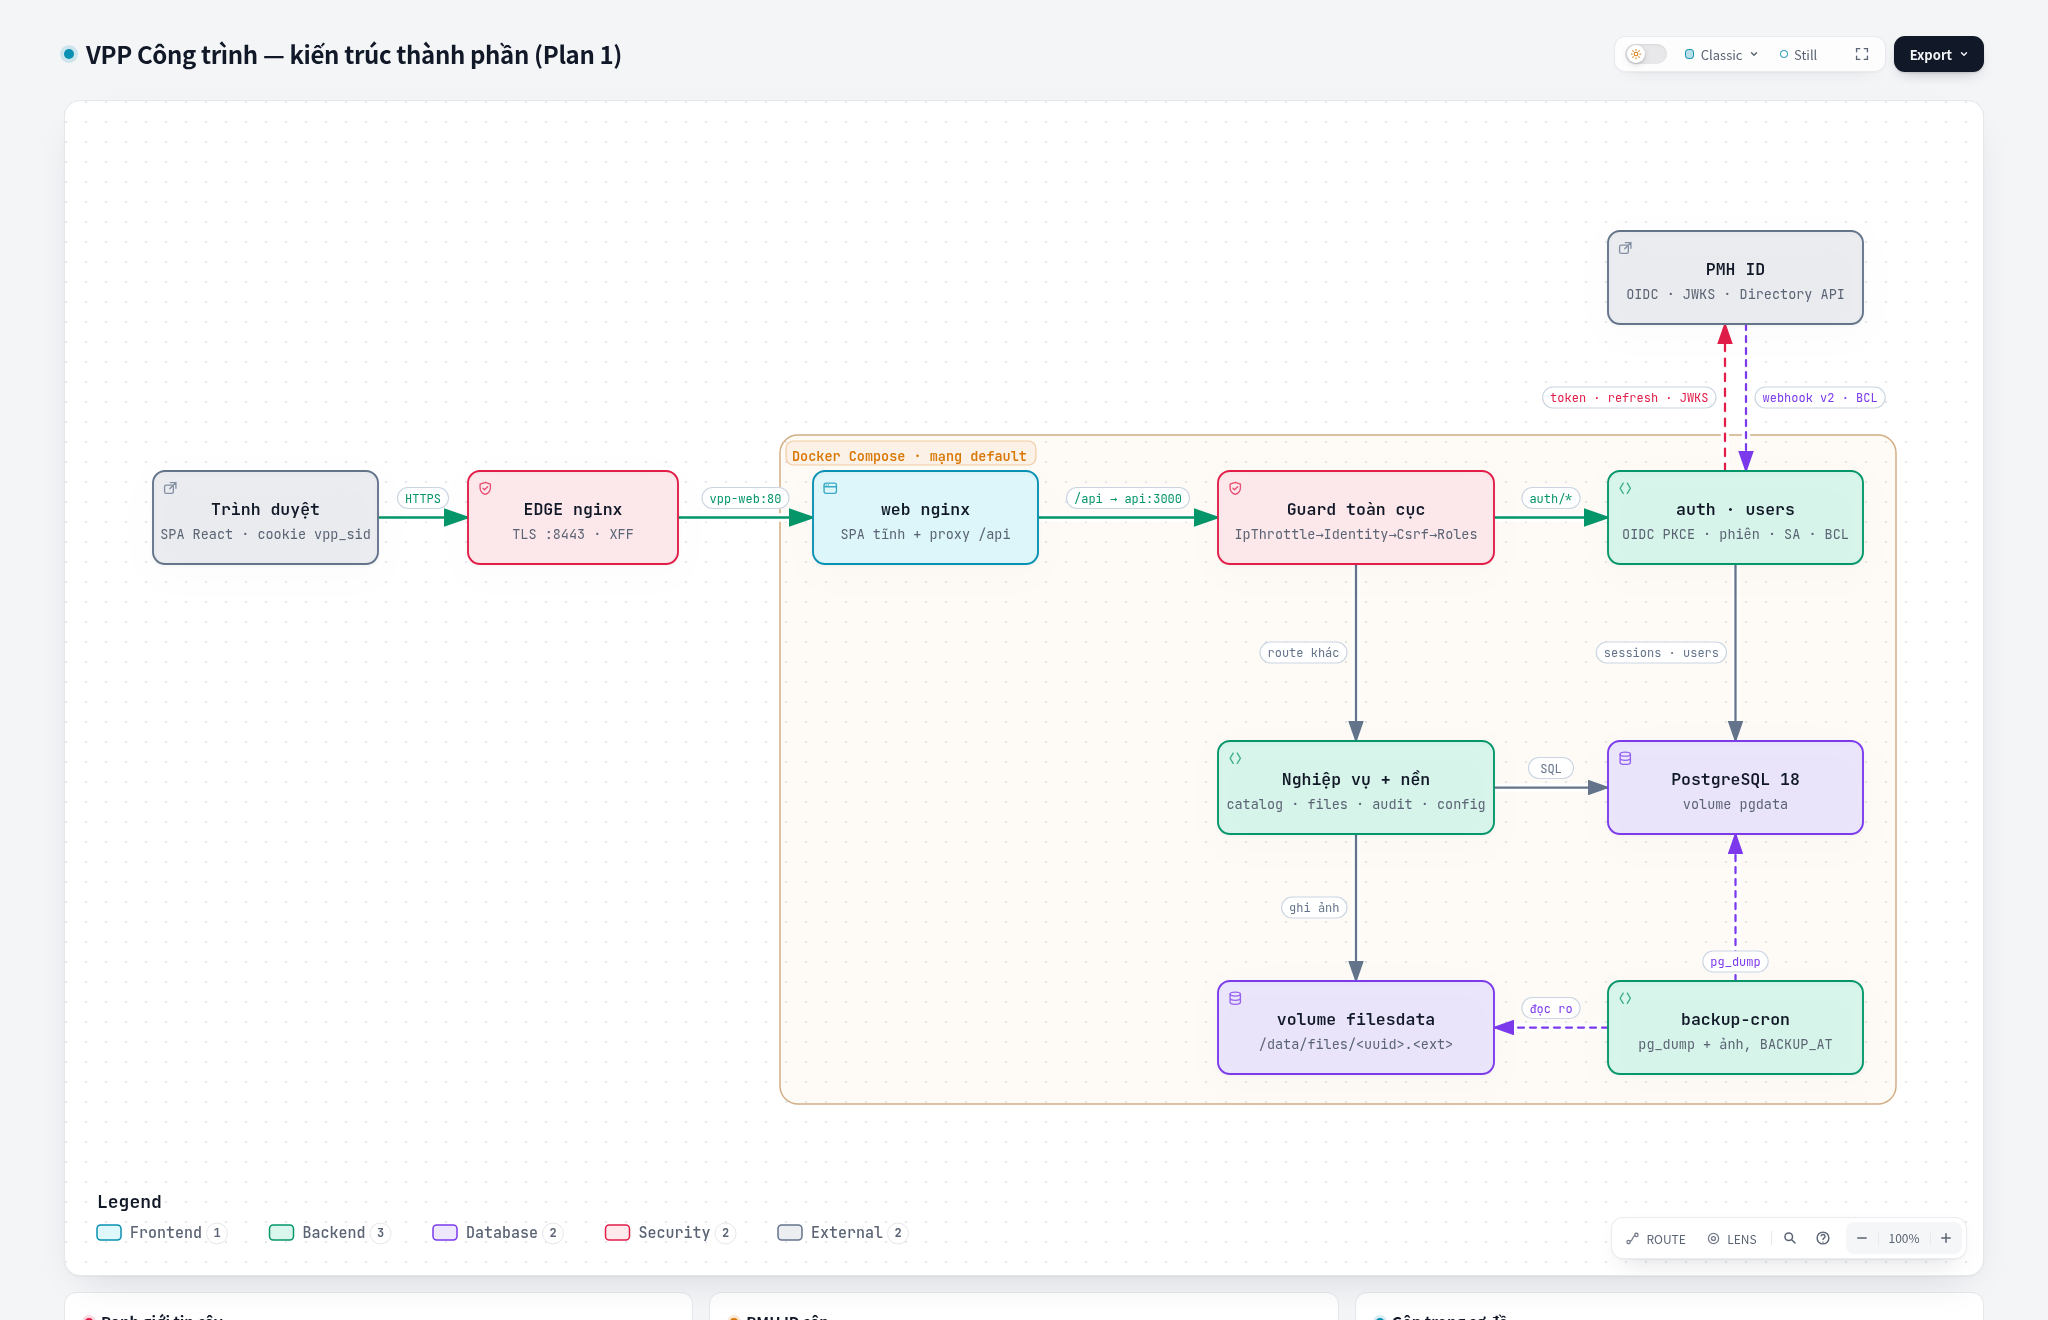 VPP Công trình — kiến trúc thành phần (Plan 1)
Classic
Still
Export
PMH ID
OIDC · JWKS · Directory API
token · refresh · JWKS
webhook v2 · BCL
Docker Compose · mạng default
Trình duyệt
SPA React · cookie vpp_sid
HTTPS
EDGE nginx
TLS :8443 · XFF
vpp-web:80
web nginx
SPA tĩnh + proxy /api
/api → api:3000
Guard toàn cục
IpThrottle→Identity→Csrf→Roles
auth/*
auth · users
OIDC PKCE · phiên · SA · BCL
route khác
sessions · users
Nghiệp vụ + nền
catalog · files · audit · config
SQL
PostgreSQL 18
volume pgdata
ghi ảnh
pg_dump
volume filesdata
/data/files/<uuid>.<ext>
đọc ro
backup-cron
pg_dump + ảnh, BACKUP_AT
Legend
Frontend 1
Backend 3
Database 2
Security 2
External 2
ROUTE
LENS
100%